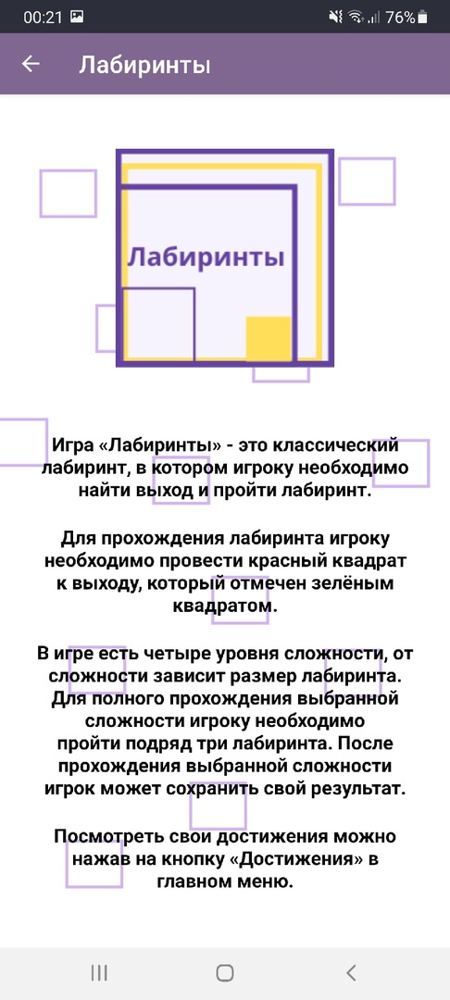 00:21
76%
Лабиринты
Лабиринты
Игра «Лабиринты» - это классический
лабиринт, в котором игроку необходимо
найти выход и пройти лабиринт.
Для прохождения лабиринта игроку
необходимо провести красный квадрат
к выходу, который отмечен зелёным
квадратом.
В игре есть четыре уровня сложности, от
сложности зависит размер лабиринта.
Для полного прохождения выбранной
сложности игроку необходимо
пройти подряд три лабиринта. После
прохождения выбранной сложности
игрок может сохранить свой результат.
Посмотреть свои достижения можно
нажав на кнопку «Достижения» в
главном меню.